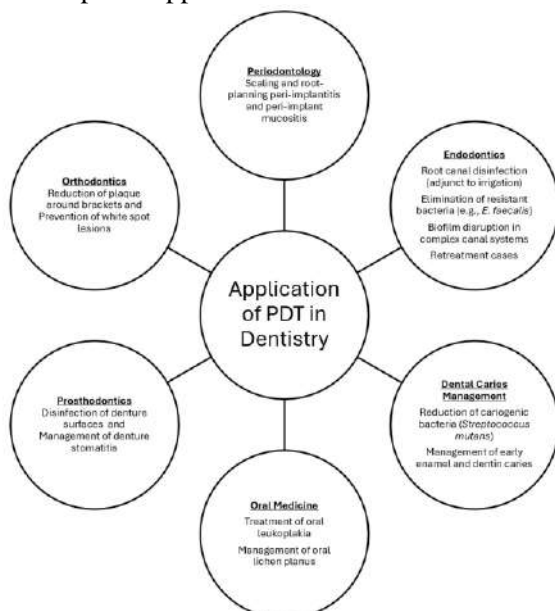 Periodontology
Scaling and root-
planning peri-implantitis
and peri-implant
mucositis
Orthodontics
Reduction of plaque
around brackets and
Prevention of white spot
lesions
Endodontics
Root canal disinfection
(adjunct to irrigation)
Elimination of resistant
bacteria (e.g., E. faecalis)
Biofilm disruption in
complex canal systems
Retreatment cases
Application
of PDT in
Dentistry
Prosthodontics
Disinfection of denture
surfaces and
Management of denture
stomatitis
Dental Caries
Management
Reduction of cariogenic
bacteria (Streptococcus
mutans)
Management of early
enamel and dentin caries
Oral Medicine
Treatment of oral
leukoplakia
Management of oral
lichen planus